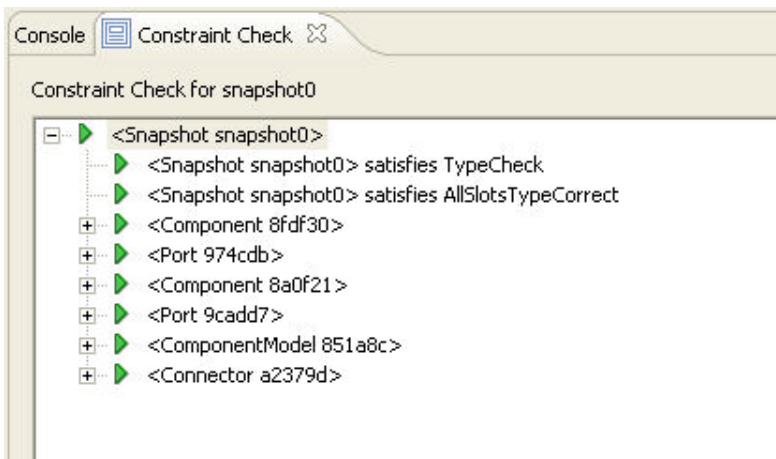 Console Constraint Check
Constraint Check for snapshot0
<Snapshot snapshot0>
<Snapshot snapshot0> satisfies TypeCheck
<Snapshot snapshot0> satisfies AllSlotsTypeCorrect
<Component 8fdf30>
<Port 974cdb>
<Component 8a0f21>
<Port 9cadd7>
<ComponentModel 851a8c>
<Connector a2379d>